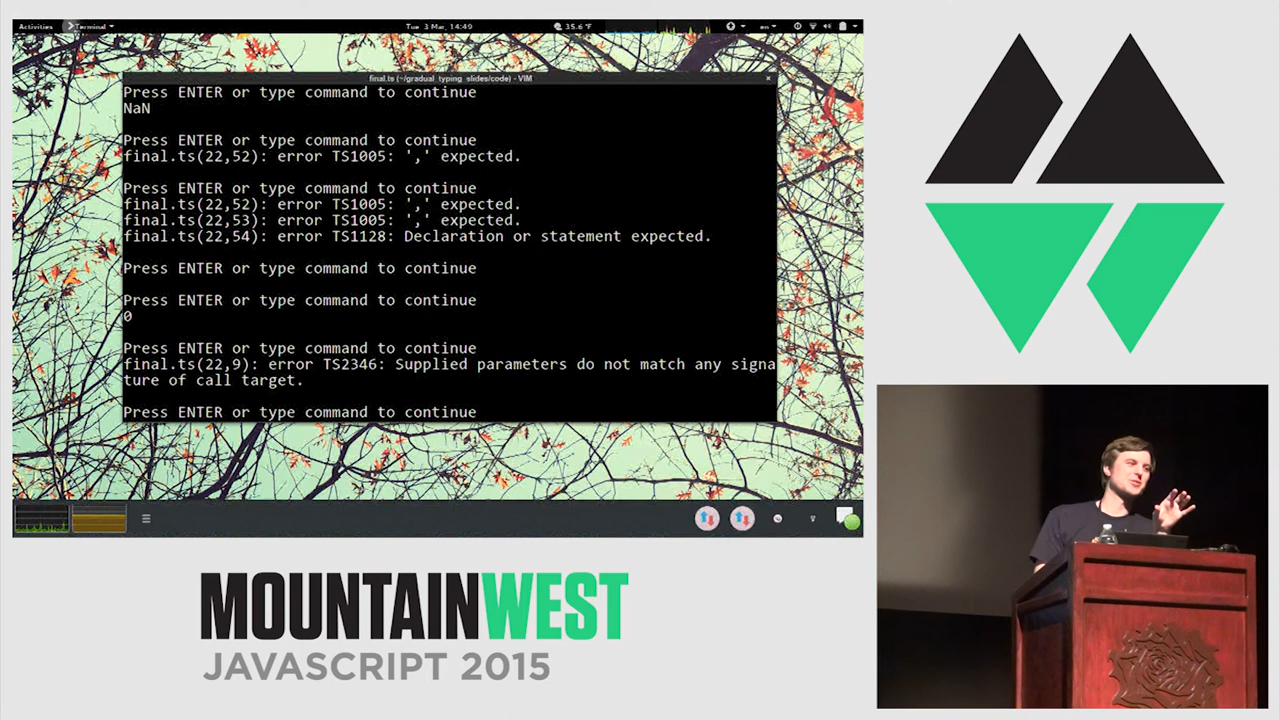 Activities
Terminal
Tue 3 Mar, 14:49
35.6 °F
en
final.ts (~/gradual_typing_slides/code) - VIM
Press ENTER or type command to continue
NaN
Press ENTER or type command to continue
final.ts(22,52): error TS1005: ',' expected.
Press ENTER or type command to continue
final.ts(22,52): error TS1005: ',' expected.
final.ts(22,53): error TS1005: ',' expected.
final.ts(22,54): error TS1128: Declaration or statement expected.
Press ENTER or type command to continue
Press ENTER or type command to continue
0
Press ENTER or type command to continue
final.ts(22,9): error TS2346: Supplied parameters do not match any signa
ture of call target.
Press ENTER or type command to continue
MOUNTAINWEST
JAVASCRIPT 2015